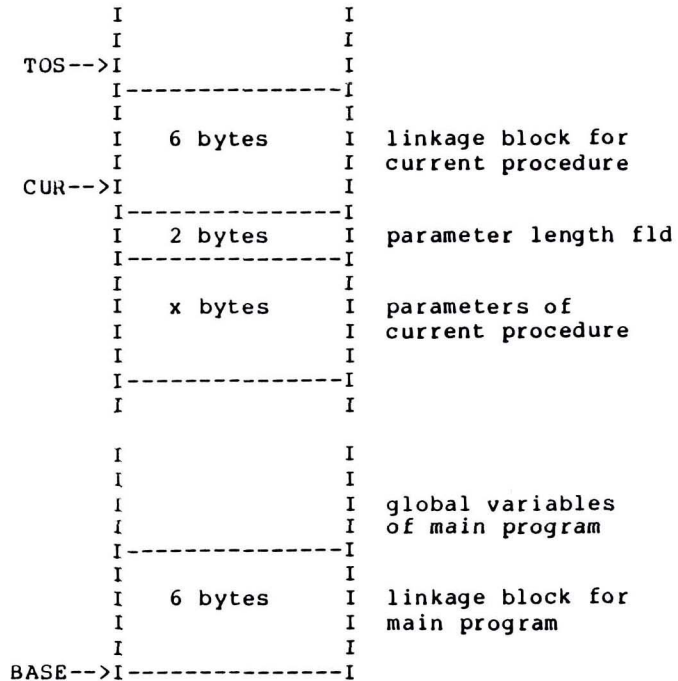 I I
I I
TOS-->I I
I----------------I
I I
I 6 bytes I linkage block for
I I current procedure
CUR-->I I
I----------------I
I 2 bytes I parameter length fld
I----------------I
I I
I x bytes I parameters of
I I current procedure
I I
I----------------I
I I
I I
I I
I I global variables
I I of main program
I----------------I
I I
I 6 bytes I linkage block for
I I main program
I I
BASE-->I----------------I